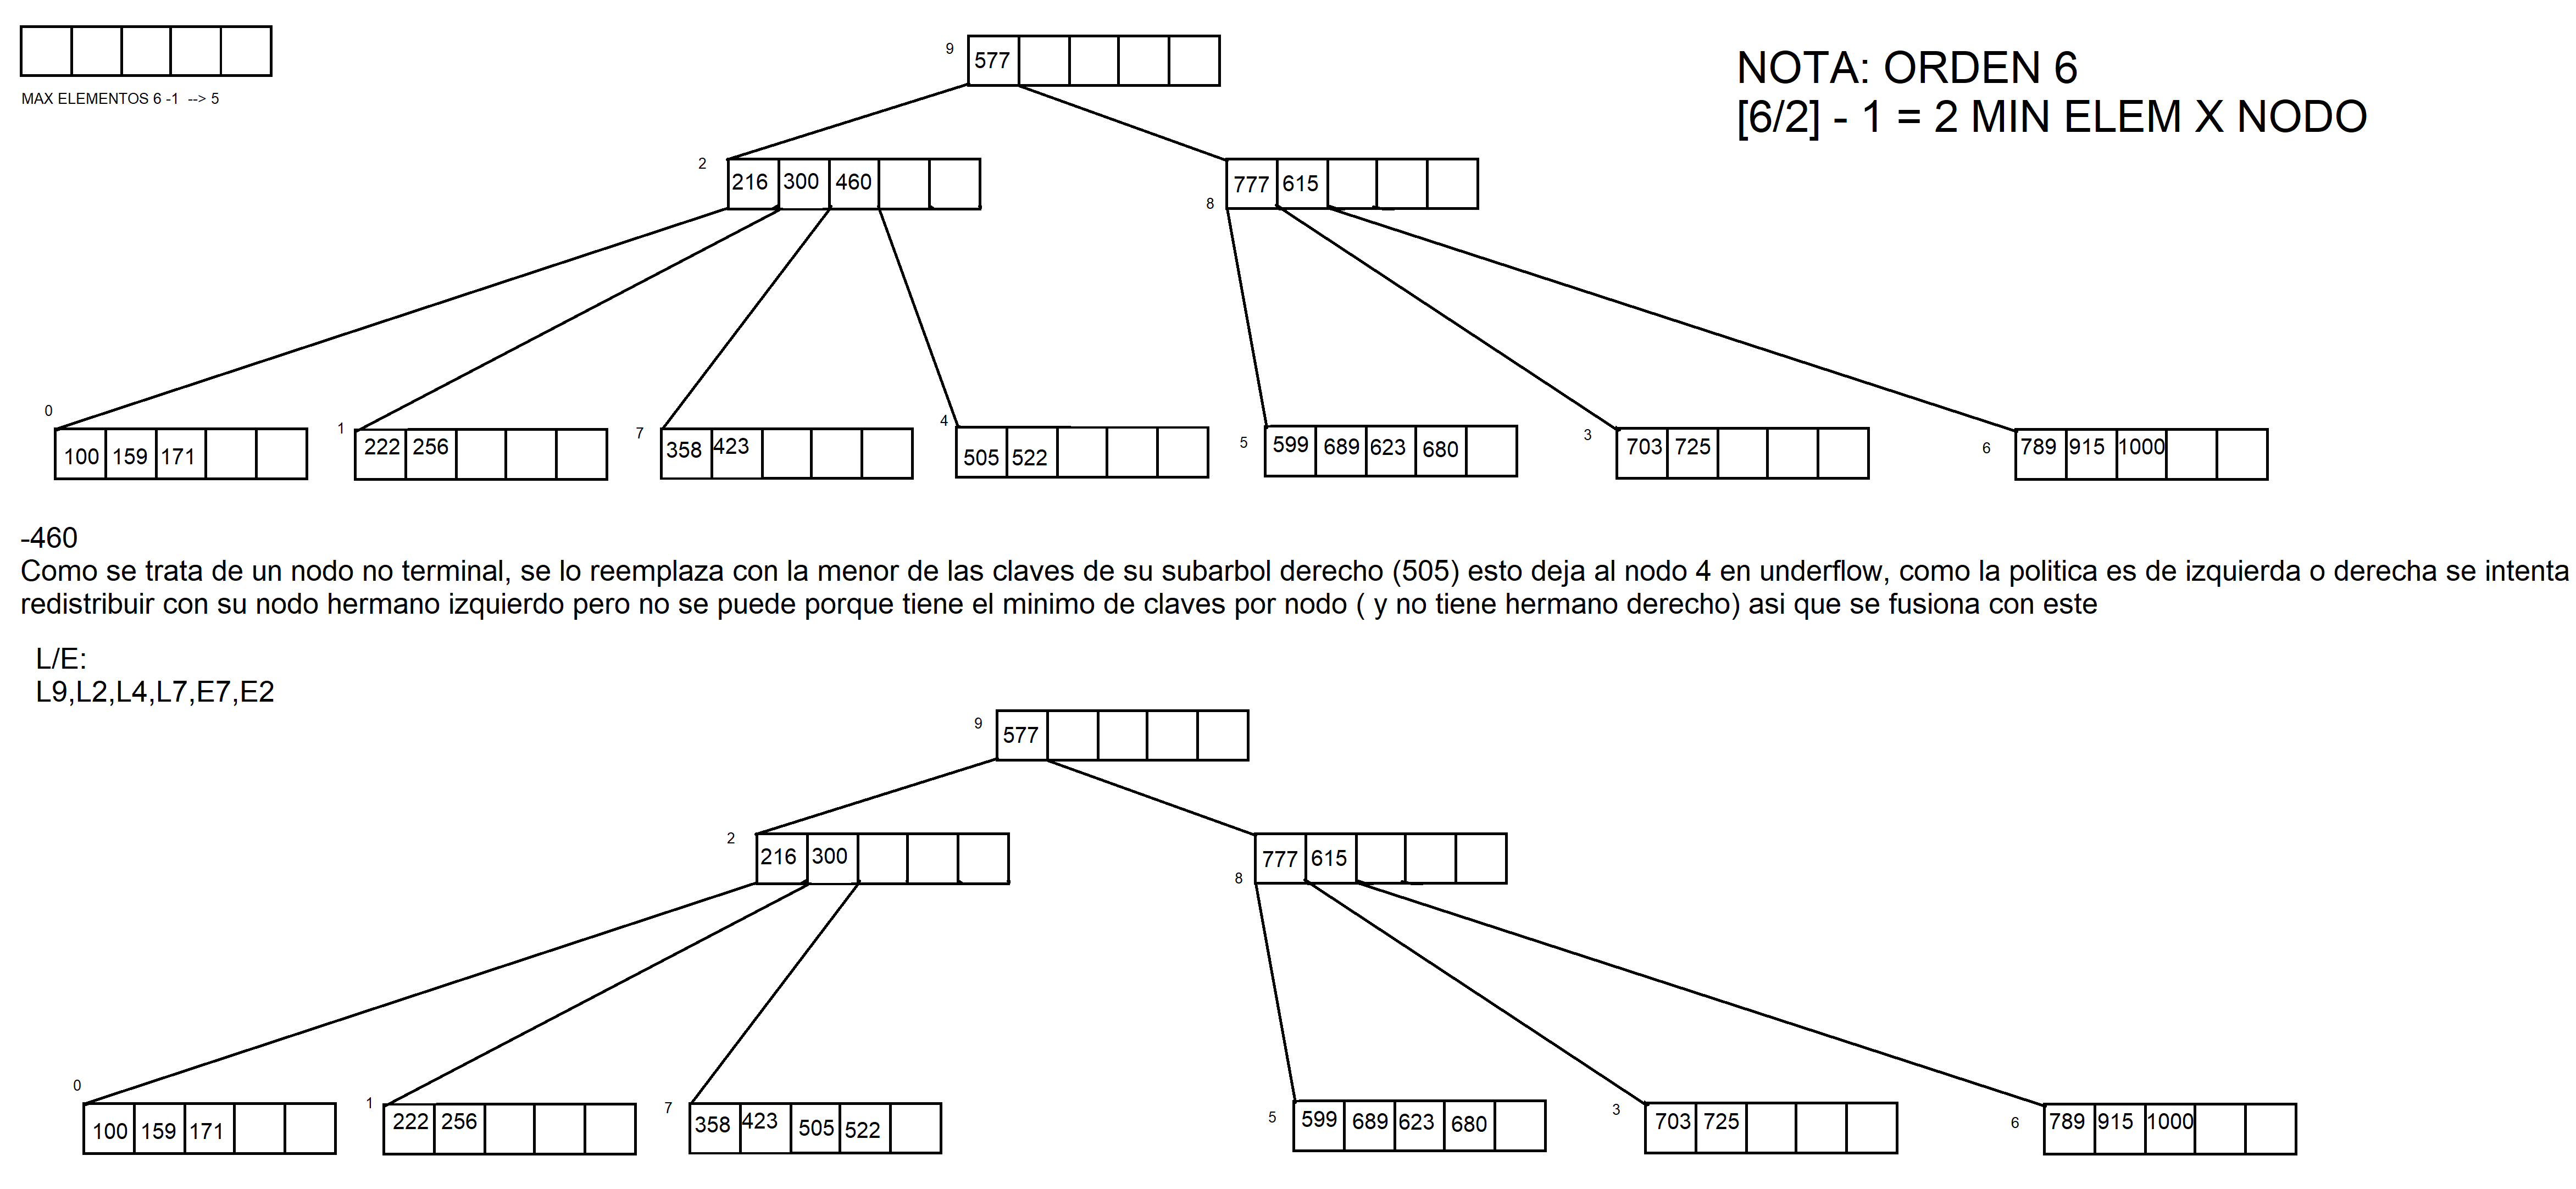 9
577
NOTA: ORDEN 6
MAX ELEMENTOS 6 -1 --> 5
[6/2] - 1 = 2 MIN ELEM X NODO
2
216 300 460
777 615
8
0
1
7
4
5
3
6
100 159 171
222 256
358 423
505 522
599 689 623 680
703 725
789 915 1000
-460
Como se trata de un nodo no terminal, se lo reemplaza con la menor de las claves de su subarbol derecho (505) esto deja al nodo 4 en underflow, como la politica es de izquierda o derecha se intenta
redistribuir con su nodo hermano izquierdo pero no se puede porque tiene el minimo de claves por nodo ( y no tiene hermano derecho) asi que se fusiona con este
L/E:
L9,L2,L4,L7,E7,E2
9
577
2
216 300
777 615
8
0
1
7
5
3
6
100 159 171
222 256
358 423 505 522
599 689 623 680
703 725
789 915 1000